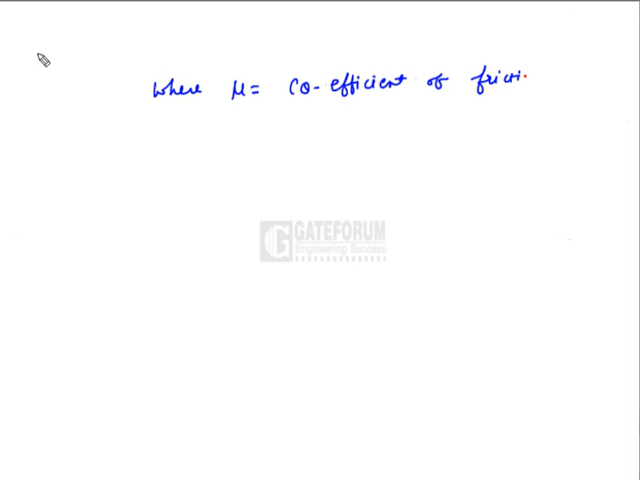 where μ = co-efficient of fricti
GATEFORUM
Engineering Success